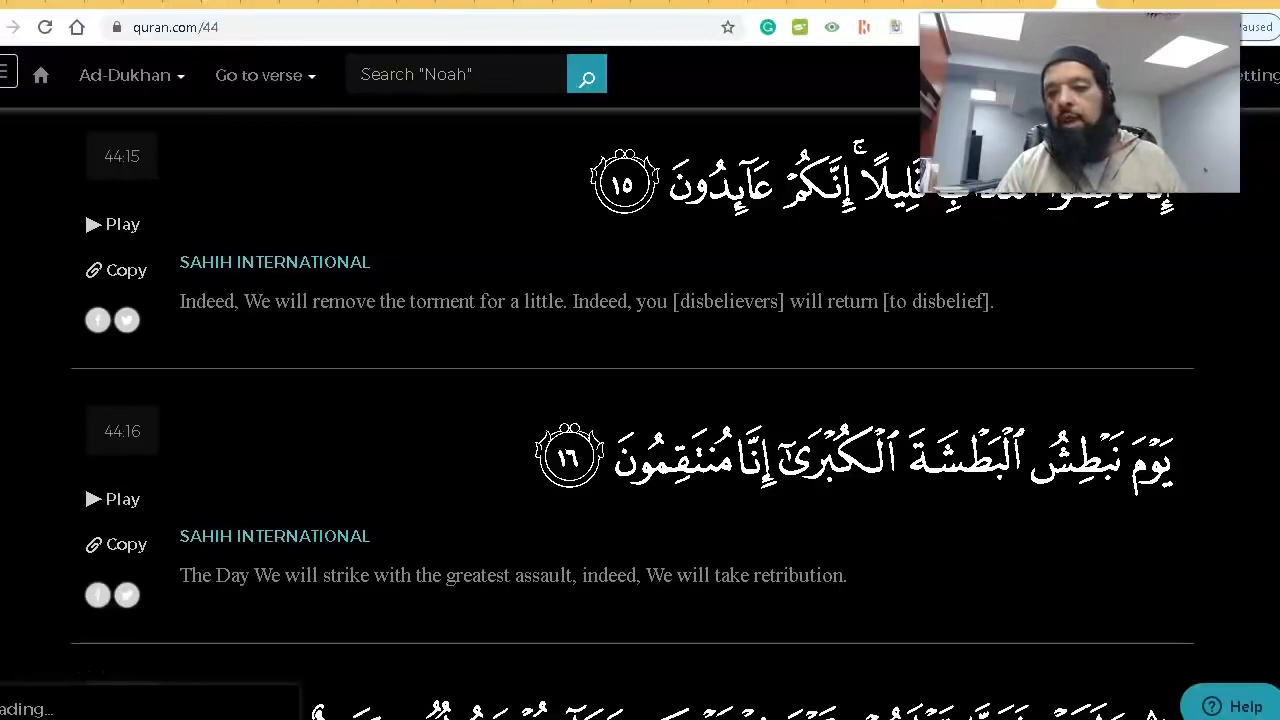 quran.com/44
aused
Ad-Dukhan
Go to verse
Search "Noah"
etting
44:15
قَلِيلًا ۚ إِنَّكُمْ عَآئِدُونَ ١٥
Play
Copy
SAHIH INTERNATIONAL
Indeed, We will remove the torment for a little. Indeed, you [disbelievers] will return [to disbelief].
44:16
يَوْمَ نَبْطِشُ ٱلْبَطْشَةَ ٱلْكُبْرَىٰٓ إِنَّا مُنتَقِمُونَ ١٦
Play
Copy
SAHIH INTERNATIONAL
The Day We will strike with the greatest assault, indeed, We will take retribution.
ading...
Help